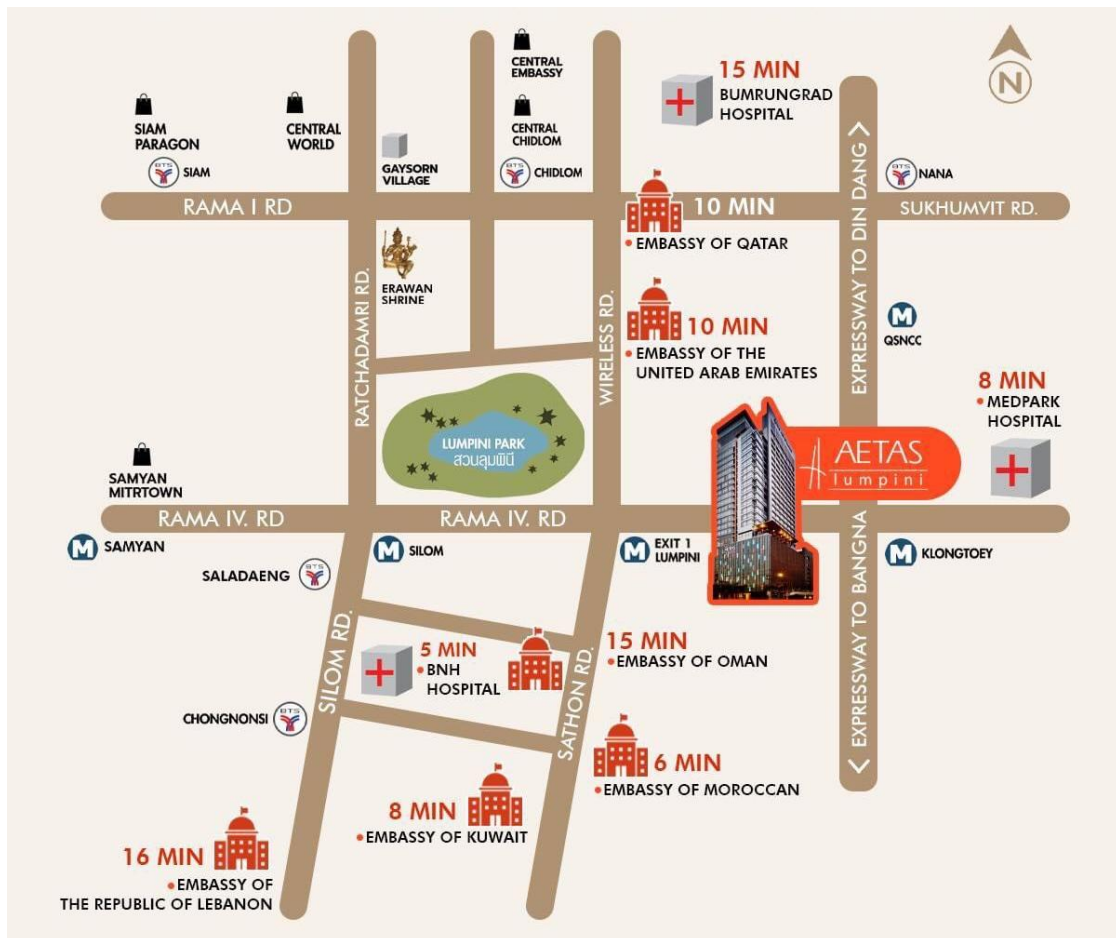 CENTRAL
EMBASSY
15 MIN
BUMRUNGRAD
HOSPITAL
N
SIAM
PARAGON
CENTRAL
WORLD
CENTRAL
CHIDLOM
GAYSORN
VILLAGE
BTS
SIAM
BTS
CHIDLOM
BTS
NANA
RAMA I RD
10 MIN
SUKHUMVIT RD.
EMBASSY OF QATAR
ERAWAN
SHRINE
RATCHADAMRI RD.
WIRELESS RD.
EXPRESSWAY TO DIN DANG
10 MIN
EMBASSY OF THE
UNITED ARAB EMIRATES
M
QSNCC
8 MIN
MEDPARK
HOSPITAL
LUMPINI PARK
สวนลุมพินี
AETAS
lumpini
SAMYAN
MITRTOWN
RAMA IV. RD
RAMA IV. RD
M
SAMYAN
M
SILOM
M
EXIT 1
LUMPINI
M
KLONGTOEY
SALADAENG
BTS
SILOM RD.
SATHON RD.
EXPRESSWAY TO BANGNA
5 MIN
BNH
HOSPITAL
15 MIN
EMBASSY OF OMAN
CHONGNONSI
BTS
6 MIN
EMBASSY OF MOROCCAN
8 MIN
EMBASSY OF KUWAIT
16 MIN
EMBASSY OF
THE REPUBLIC OF LEBANON